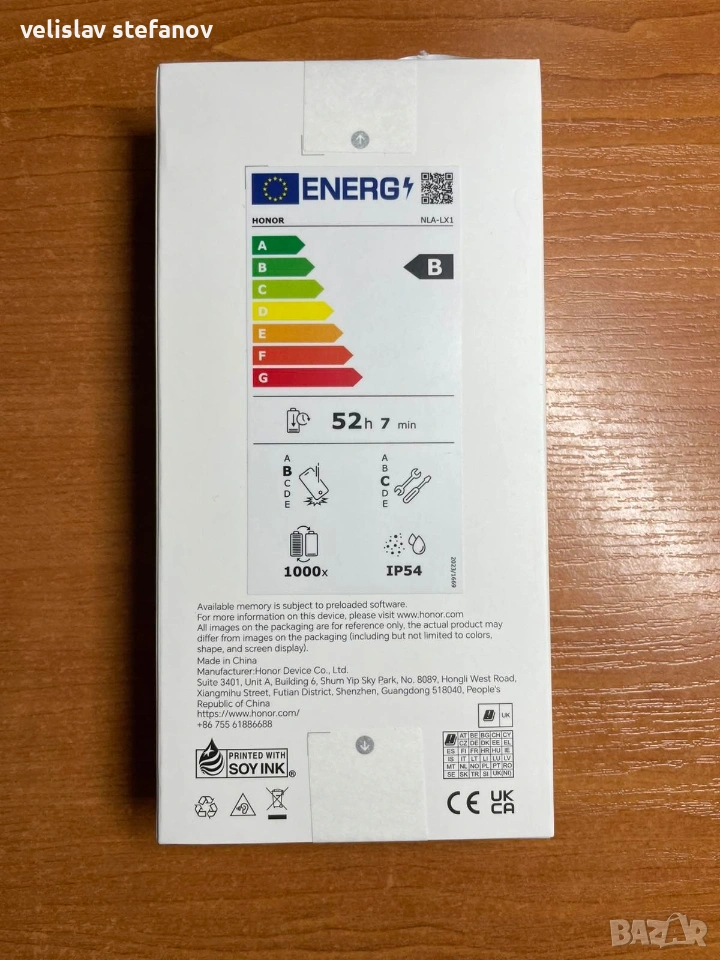 velislav stefanov
ENERG
HONOR NLA-LX1
A
B
C
D
E
F
G
B
52h 7 min
A
B
C
D
E
A
B
C
D
E
1000x
IP54
2023/1669
Available memory is subject to preloaded software.
For more information on this device, please visit www.honor.com
All images on the packaging are for reference only, the actual product may
differ from images on the packaging (including but not limited to colors,
shape, and screen display).
Made in China
Manufacturer:Honor Device Co., Ltd.
Suite 3401, Unit A, Building 6, Shum Yip Sky Park, No. 8089, Hongli West Road,
Xiangmihu Street, Futian District, Shenzhen, Guangdong 518040, People's
Republic of China
https://www.honor.com/
+86 755 61886688
UK
AT BE BG CH CY
CZ DE DK EE EL
ES FI FR HR HU IE
IS IT LT LI LU LV
MT NL NO PL PT RO
SE SK TR SI UK(NI)
PRINTED WITH
SOY INK
CE UK
CA
BAZAR